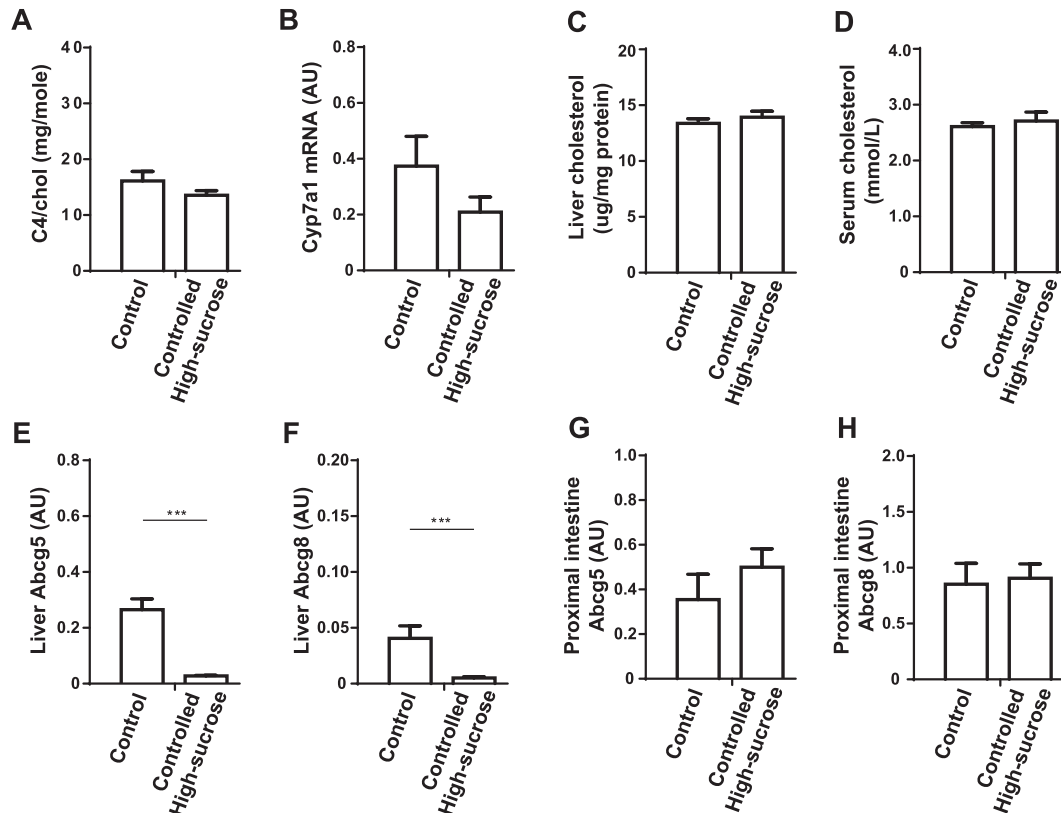 A
C4/chol (mg/mole)
40
30
20
10
0
Control
Controlled
High-sucrose
B
Cyp7a1 mRNA (AU)
0.8
0.6
0.4
0.2
0
Control
Controlled
High-sucrose
C
Liver cholesterol
(ug/mg protein)
20
15
10
5
0
Control
Controlled
High-sucrose
D
Serum cholesterol
(mmol/L)
4.0
3.0
2.0
1.0
0
Control
Controlled
High-sucrose
E
Liver Abcg5 (AU)
0.8
0.6
0.4
0.2
0
***
Control
Controlled
High-sucrose
F
Liver Abcg8 (AU)
0.20
0.15
0.10
0.05
0
***
Control
Controlled
High-sucrose
G
Proximal intestine
Abcg5 (AU)
1.0
0.8
0.6
0.4
0.2
0
Control
Controlled
High-sucrose
H
Proximal intestine
Abcg8 (AU)
2.0
1.5
1.0
0.5
0
Control
Controlled
High-sucrose